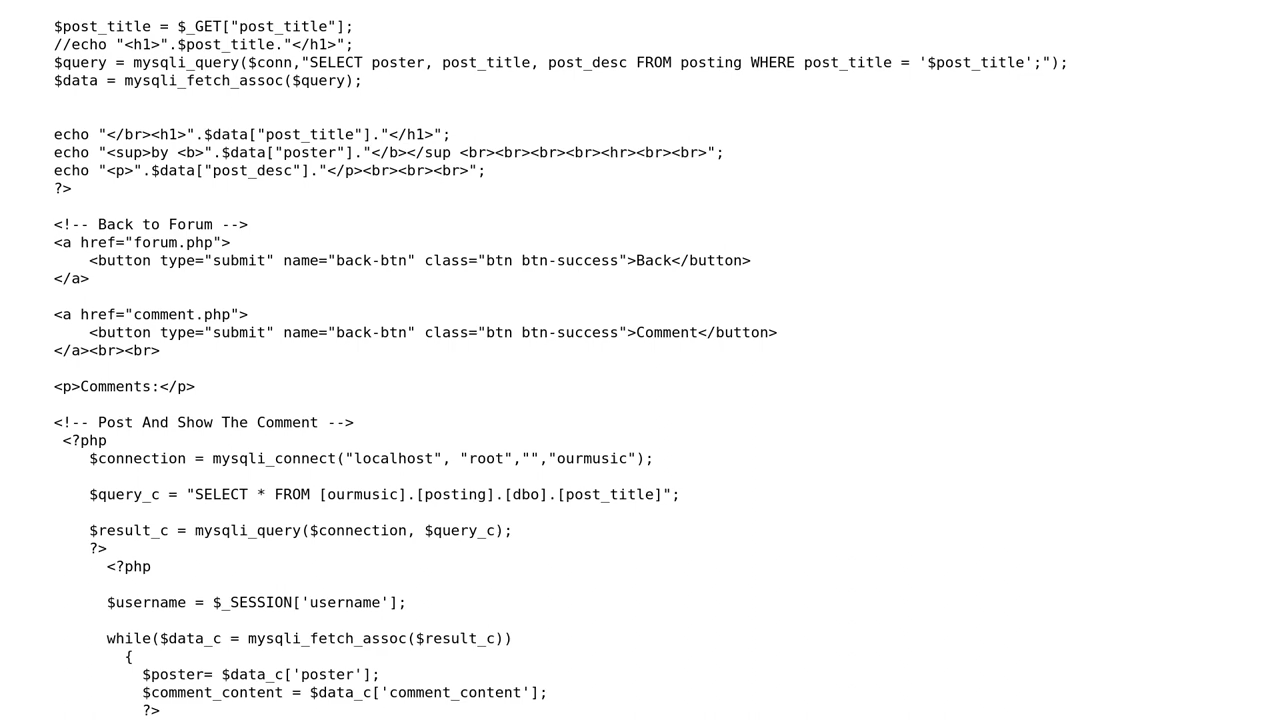 $post_title = $_GET["post_title"];
//echo "<h1>".$post_title."</h1>";
$query = mysqli_query($conn,"SELECT poster, post_title, post_desc FROM posting WHERE post_title = '$post_title';");
$data = mysqli_fetch_assoc($query);
echo "</br><h1>".$data["post_title"]."</h1>";
echo "<sup>by <b>".$data["poster"]."</b></sup <br><br><br><br><hr><br><br>";
echo "<p>".$data["post_desc"]."</p><br><br><br>";
?>
<!-- Back to Forum -->
<a href="forum.php">
<button type="submit" name="back-btn" class="btn btn-success">Back</button>
</a>
<a href="comment.php">
<button type="submit" name="back-btn" class="btn btn-success">Comment</button>
</a><br><br>
<p>Comments:</p>
<!-- Post And Show The Comment -->
<?php
$connection = mysqli_connect("localhost", "root","","ourmusic");
$query_c = "SELECT * FROM [ourmusic].[posting].[dbo].[post_title]";
$result_c = mysqli_query($connection, $query_c);
?>
<?php
$username = $_SESSION['username'];
while($data_c = mysqli_fetch_assoc($result_c))
{
$poster= $data_c['poster'];
$comment_content = $data_c['comment_content'];
?>